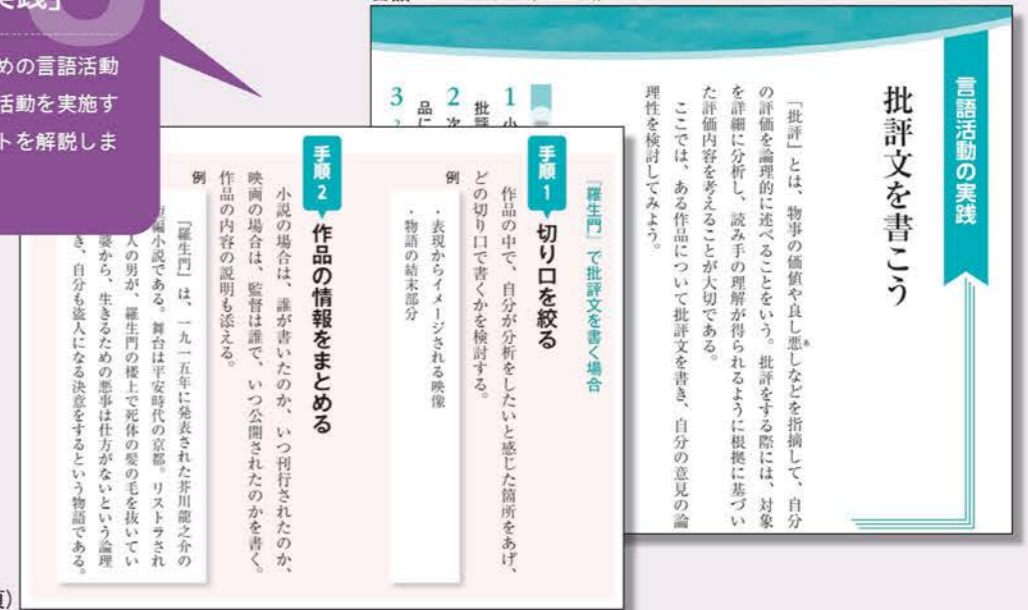 実践」
めの言語活動
活動を実施す
トを解説しま
言語活動の実践
批評文を書こう
「批評」とは、物事の価値や良し悪しなどを指摘して、自分
の評価を論理的に述べることをいう。批評をする際には、対象
を詳細に分析し、読み手の理解が得られるように根拠に基づい
た評価内容を考えることが大切である。
ここでは、ある作品について批評文を書き、自分の意見の論
理性を検討してみよう。
1 小
批評
2 次
品に
3
『羅生門』で批評文を書く場合
手順1 切り口を絞る
作品の中で、自分が分析をしたいと感じた箇所をあげ、
どの切り口で書くかを検討する。
例
・表現からイメージされる映像
・物語の結末部分
手順2 作品の情報をまとめる
小説の場合は、誰が書いたのか、いつ刊行されたのか、
映画の場合は、監督は誰で、いつ公開されたのかを書く。
作品の内容の説明も添える。
例
『羅生門』は、一九一五年に発表された芥川龍之介の
編小説である。舞台は平安時代の京都。リストラされ
人の男が、羅生門の楼上で死体の髪の毛を抜いてい
婆から、生きるための悪事は仕方がないという論理
き、自分も盗人になる決意をするという物語である。
頁)